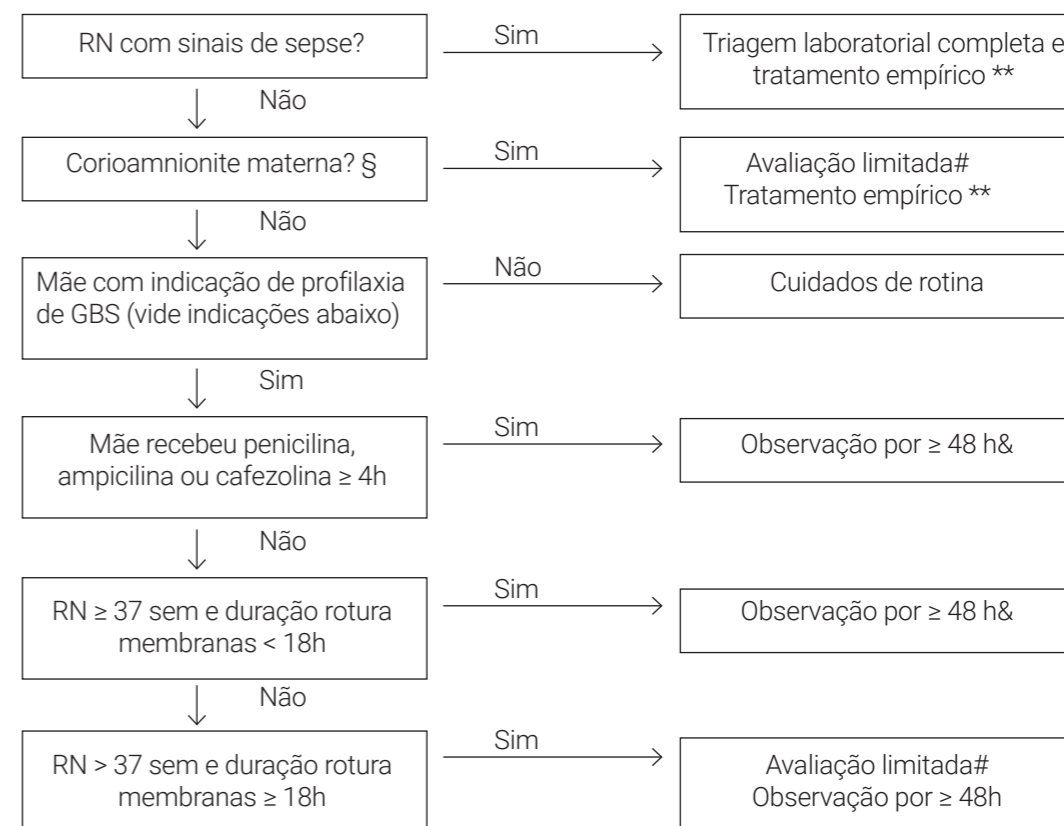 RN com sinais de sepse?
Sim
Triagem laboratorial completa e
tratamento empírico **
Não
Corioamnionite materna? §
Sim
Avaliação limitada#
Tratamento empírico **
Não
Mãe com indicação de profilaxia
de GBS (vide indicações abaixo)
Não
Cuidados de rotina
Sim
Mãe recebeu penicilina,
ampicilina ou cafezolina ≥ 4h
Sim
Observação por ≥ 48 h&
Não
RN ≥ 37 sem e duração rotura
membranas < 18h
Sim
Observação por ≥ 48 h&
Não
RN > 37 sem e duração rotura
membranas ≥ 18h
Sim
Avaliação limitada#
Observação por ≥ 48h